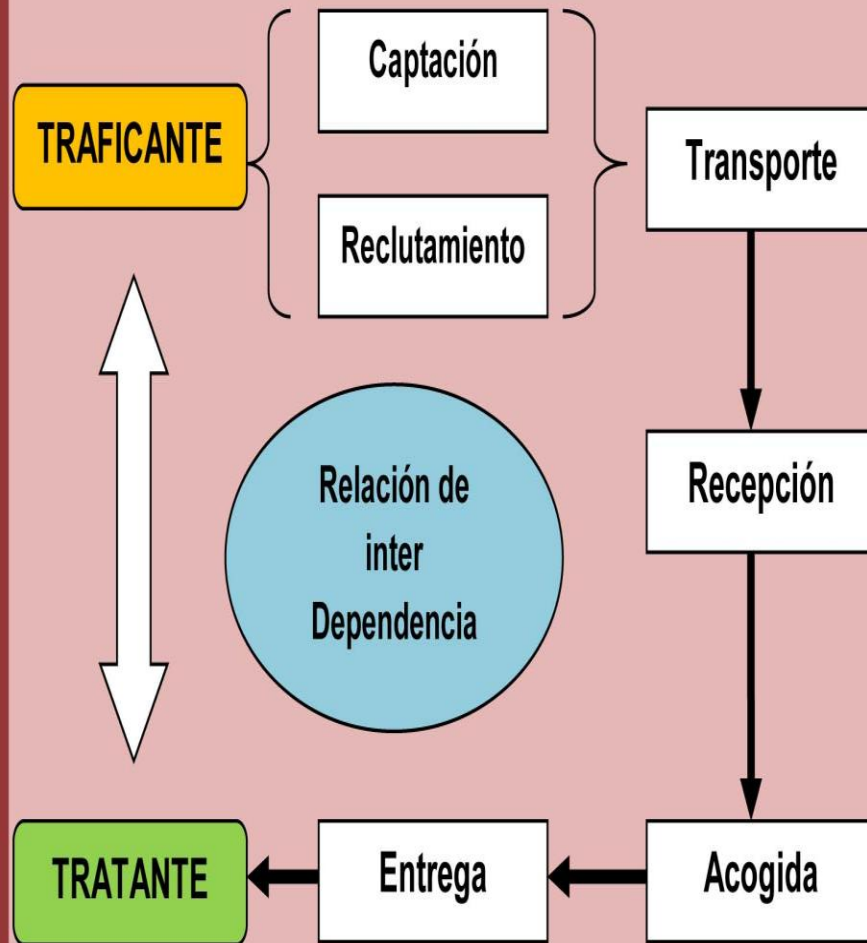 Captación
TRAFICANTE
Transporte
Reclutamiento
Relación de
inter
Dependencia
Recepción
TRATANTE
Entrega
Acogida